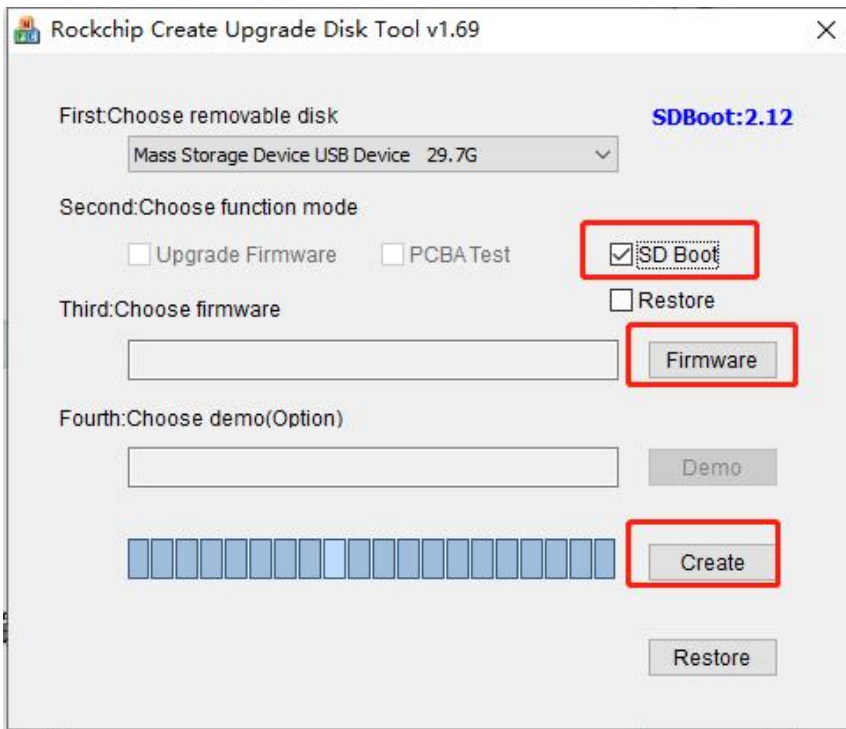 Rockchip Create Upgrade Disk Tool v1.69
First:Choose removable disk
SDBoot:2.12
Mass Storage Device USB Device 29.7G
Second:Choose function mode
Upgrade Firmware PCBA Test SD Boot
Restore
Third:Choose firmware
Firmware
Fourth:Choose demo(Option)
Demo
Create
Restore